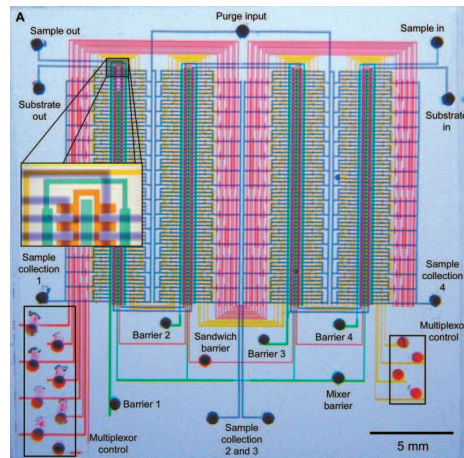 A
Purge input
Sample out
Sample in
Substrate
out
Substrate
in
Sample
collection
1
Sample
collection
4
Barrier 2
Sandwich
barrier
Barrier 3
Barrier 4
Multiplexor
control
Barrier 1
Mixer
barrier
Multiplexor
control
Sample
collection
2 and 3
5 mm